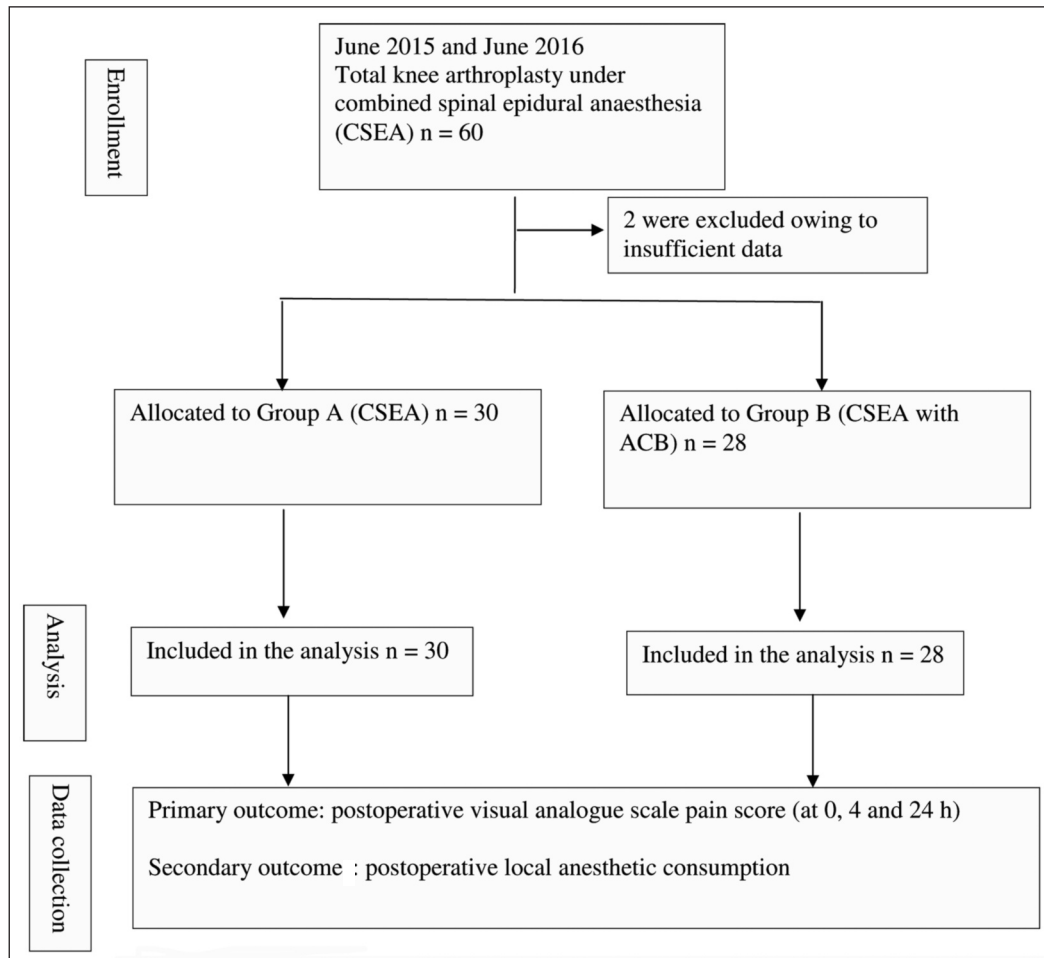 Enrollment
June 2015 and June 2016
Total knee arthroplasty under
combined spinal epidural anaesthesia
(CSEA) n = 60
2 were excluded owing to
insufficient data
Allocated to Group A (CSEA) n = 30
Allocated to Group B (CSEA with
ACB) n = 28
Analysis
Included in the analysis n = 30
Included in the analysis n = 28
Data collection
Primary outcome: postoperative visual analogue scale pain score (at 0, 4 and 24 h)
Secondary outcome : postoperative local anesthetic consumption